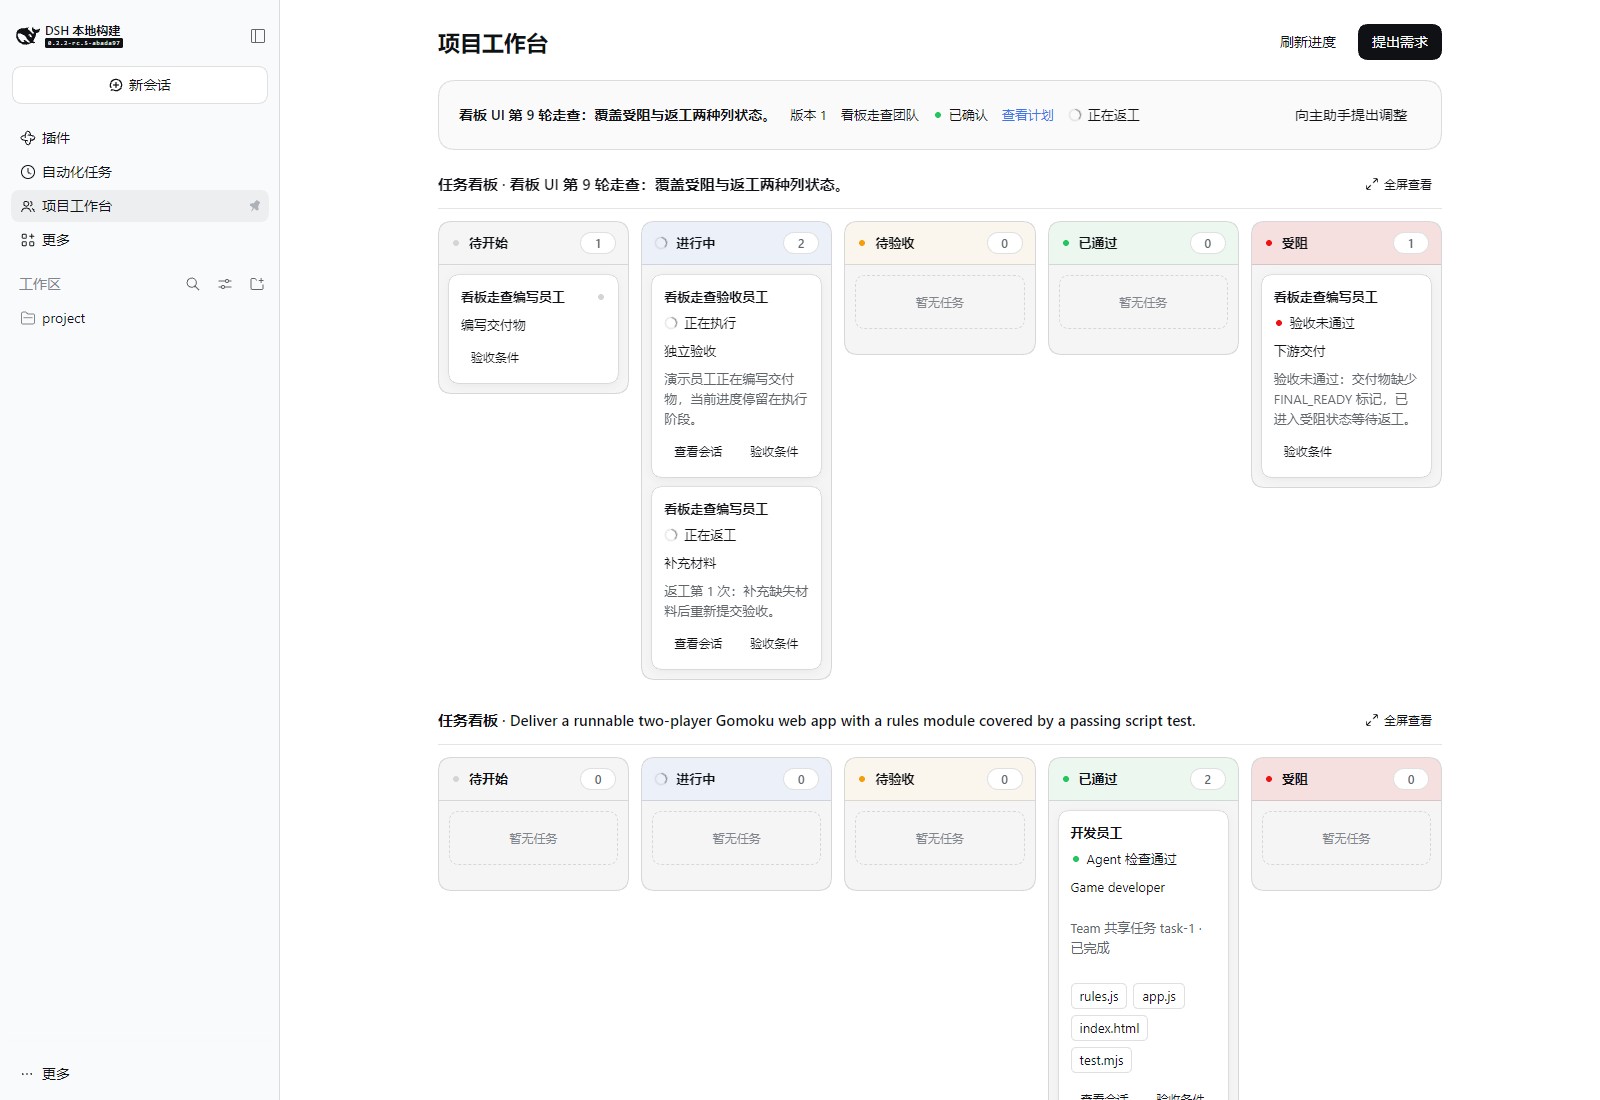 DSH 本地构建
0.3.2-rc.5-abada97
新会话
插件
自动化任务
项目工作台
更多
工作区
project
更多
项目工作台
刷新进度
提出需求
看板 UI 第 9 轮走查：覆盖受阻与返工两种列状态。 版本 1 看板走查团队 已确认 查看计划 正在返工 向主助手提出调整
任务看板 · 看板 UI 第 9 轮走查：覆盖受阻与返工两种列状态。
全屏查看
待开始 1
看板走查编写员工
编写交付物
验收条件
进行中 2
看板走查验收员工
正在执行
独立验收
演示员工正在编写交付
物，当前进度停留在执行
阶段。
查看会话 验收条件
看板走查编写员工
正在返工
补充材料
返工第 1 次：补充缺失材
料后重新提交验收。
查看会话 验收条件
待验收 0
暂无任务
已通过 0
暂无任务
受阻 1
看板走查编写员工
验收未通过
下游交付
验收未通过：交付物缺少
FINAL_READY 标记，已
进入受阻状态等待返工。
验收条件
任务看板 · Deliver a runnable two-player Gomoku web app with a rules module covered by a passing script test.
全屏查看
待开始 0
暂无任务
进行中 0
暂无任务
待验收 0
暂无任务
已通过 2
开发员工
Agent 检查通过
Game developer
Team 共享任务 task-1 ·
已完成
rules.js app.js
index.html
test.mjs
查看会话 验收条件
受阻 0
暂无任务